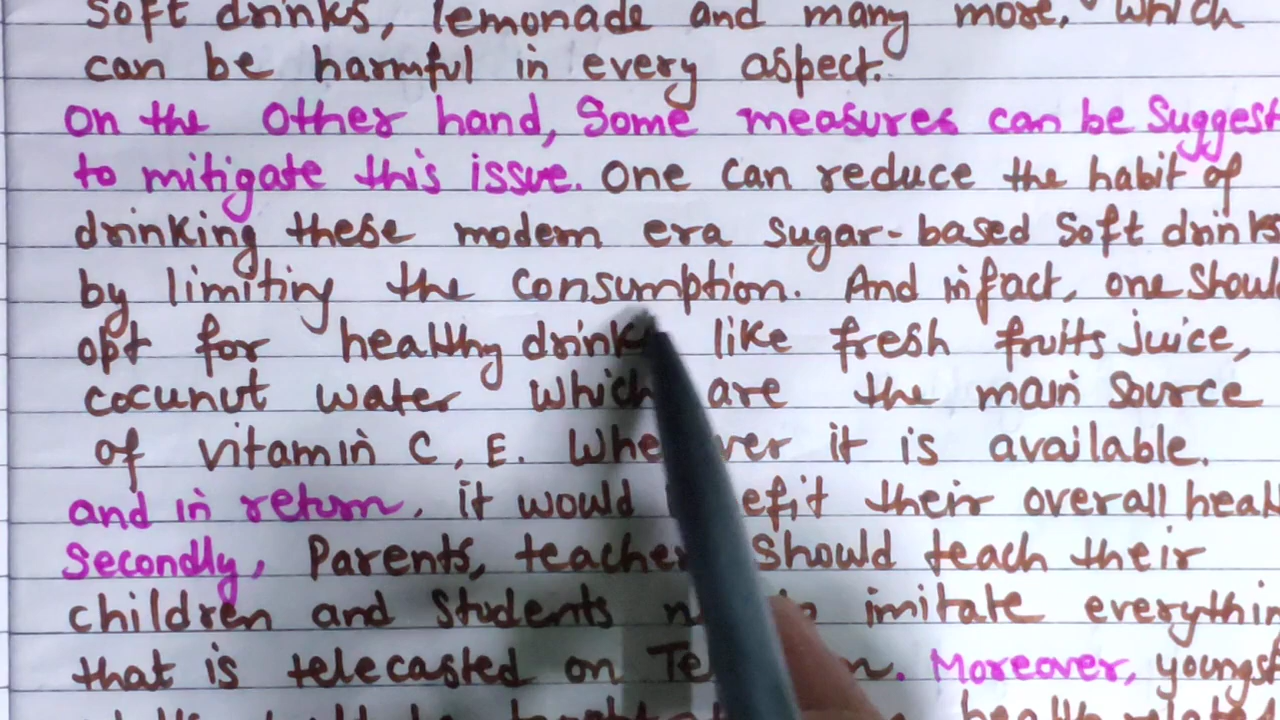 soft drinks, lemonade and many more, which
can be harmful in every aspect.
On the Other hand, Some measures can be Suggest
to mitigate this issue. One can reduce the habit of
drinking these modern era sugar-based Soft drinks
by limiting the consumption. And infact, one Shoul
opt for healthy drinks like fresh fruits juice,
cocunut water which are the main source
of vitamin C, E. Whe ver it is available.
and in return, it would efit their overall heal
Secondly, Parents, teacher Should teach their
children and Students imitate everythin
that is telecasted on Te n. Moreover, youngst
health related